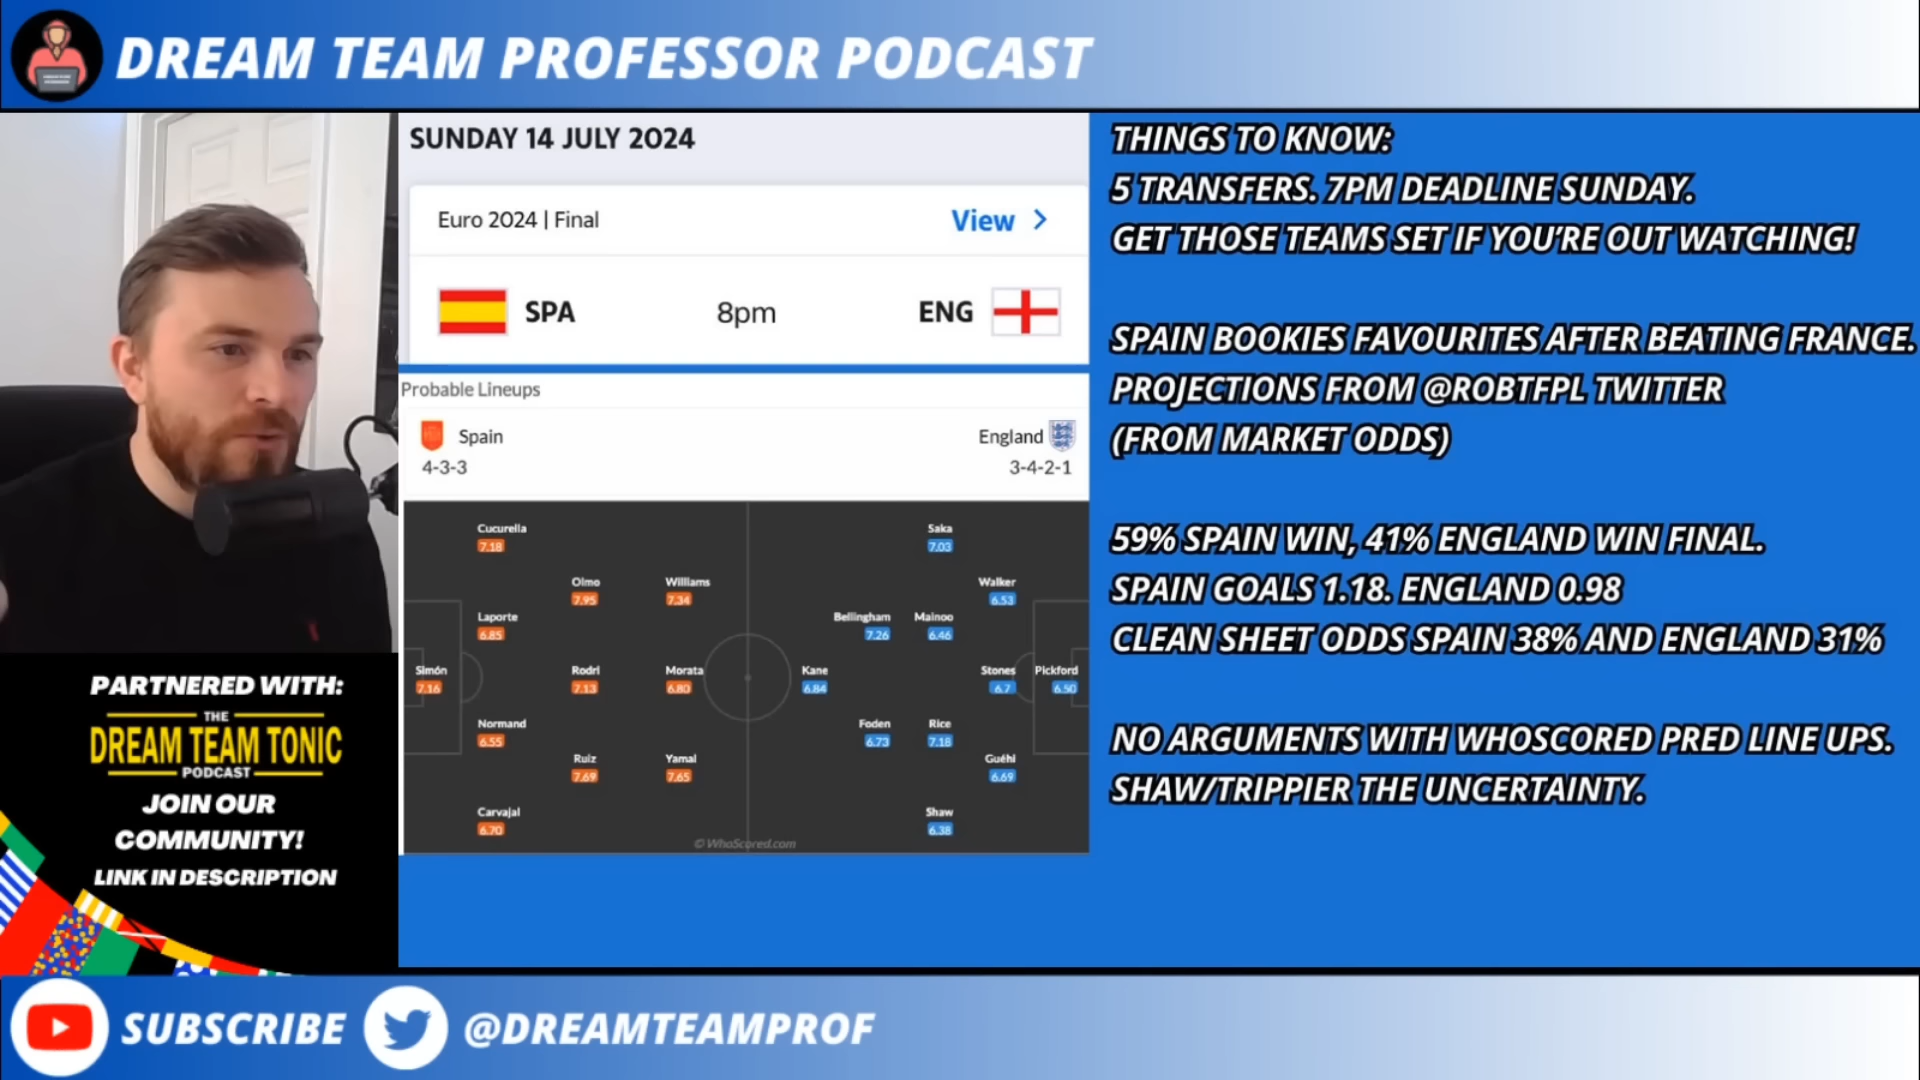 DREAM TEAM PROFESSOR PODCAST
SUNDAY 14 JULY 2024
Euro 2024 | Final
View
SPA
8pm
ENG
Probable Lineups
Spain
England
4-3-3
3-4-2-1
Cucurella
7.18
Olmo
7.95
Williams
7.34
Laporte
6.85
Simón
7.16
Rodri
7.13
Morata
6.80
Normand
6.55
Ruiz
7.69
Yamal
7.65
Carvajal
6.70
Saka
7.03
Walker
6.53
Bellingham
7.26
Mainoo
6.46
Kane
6.84
Stones
6.7
Pickford
6.50
Foden
6.73
Rice
7.18
Guéhi
6.69
Shaw
6.38
© WhoScored.com
THINGS TO KNOW:
5 TRANSFERS. 7PM DEADLINE SUNDAY.
GET THOSE TEAMS SET IF YOU'RE OUT WATCHING!
SPAIN BOOKIES FAVOURITES AFTER BEATING FRANCE.
PROJECTIONS FROM @ROBTFPL TWITTER
(FROM MARKET ODDS)
59% SPAIN WIN, 41% ENGLAND WIN FINAL.
SPAIN GOALS 1.18. ENGLAND 0.98
CLEAN SHEET ODDS SPAIN 38% AND ENGLAND 31%
NO ARGUMENTS WITH WHOSCORED PRED LINE UPS.
SHAW/TRIPPIER THE UNCERTAINTY.
PARTNERED WITH:
THE
DREAM TEAM TONIC
PODCAST
JOIN OUR
COMMUNITY!
LINK IN DESCRIPTION
SUBSCRIBE
@DREAMTEAMPROF